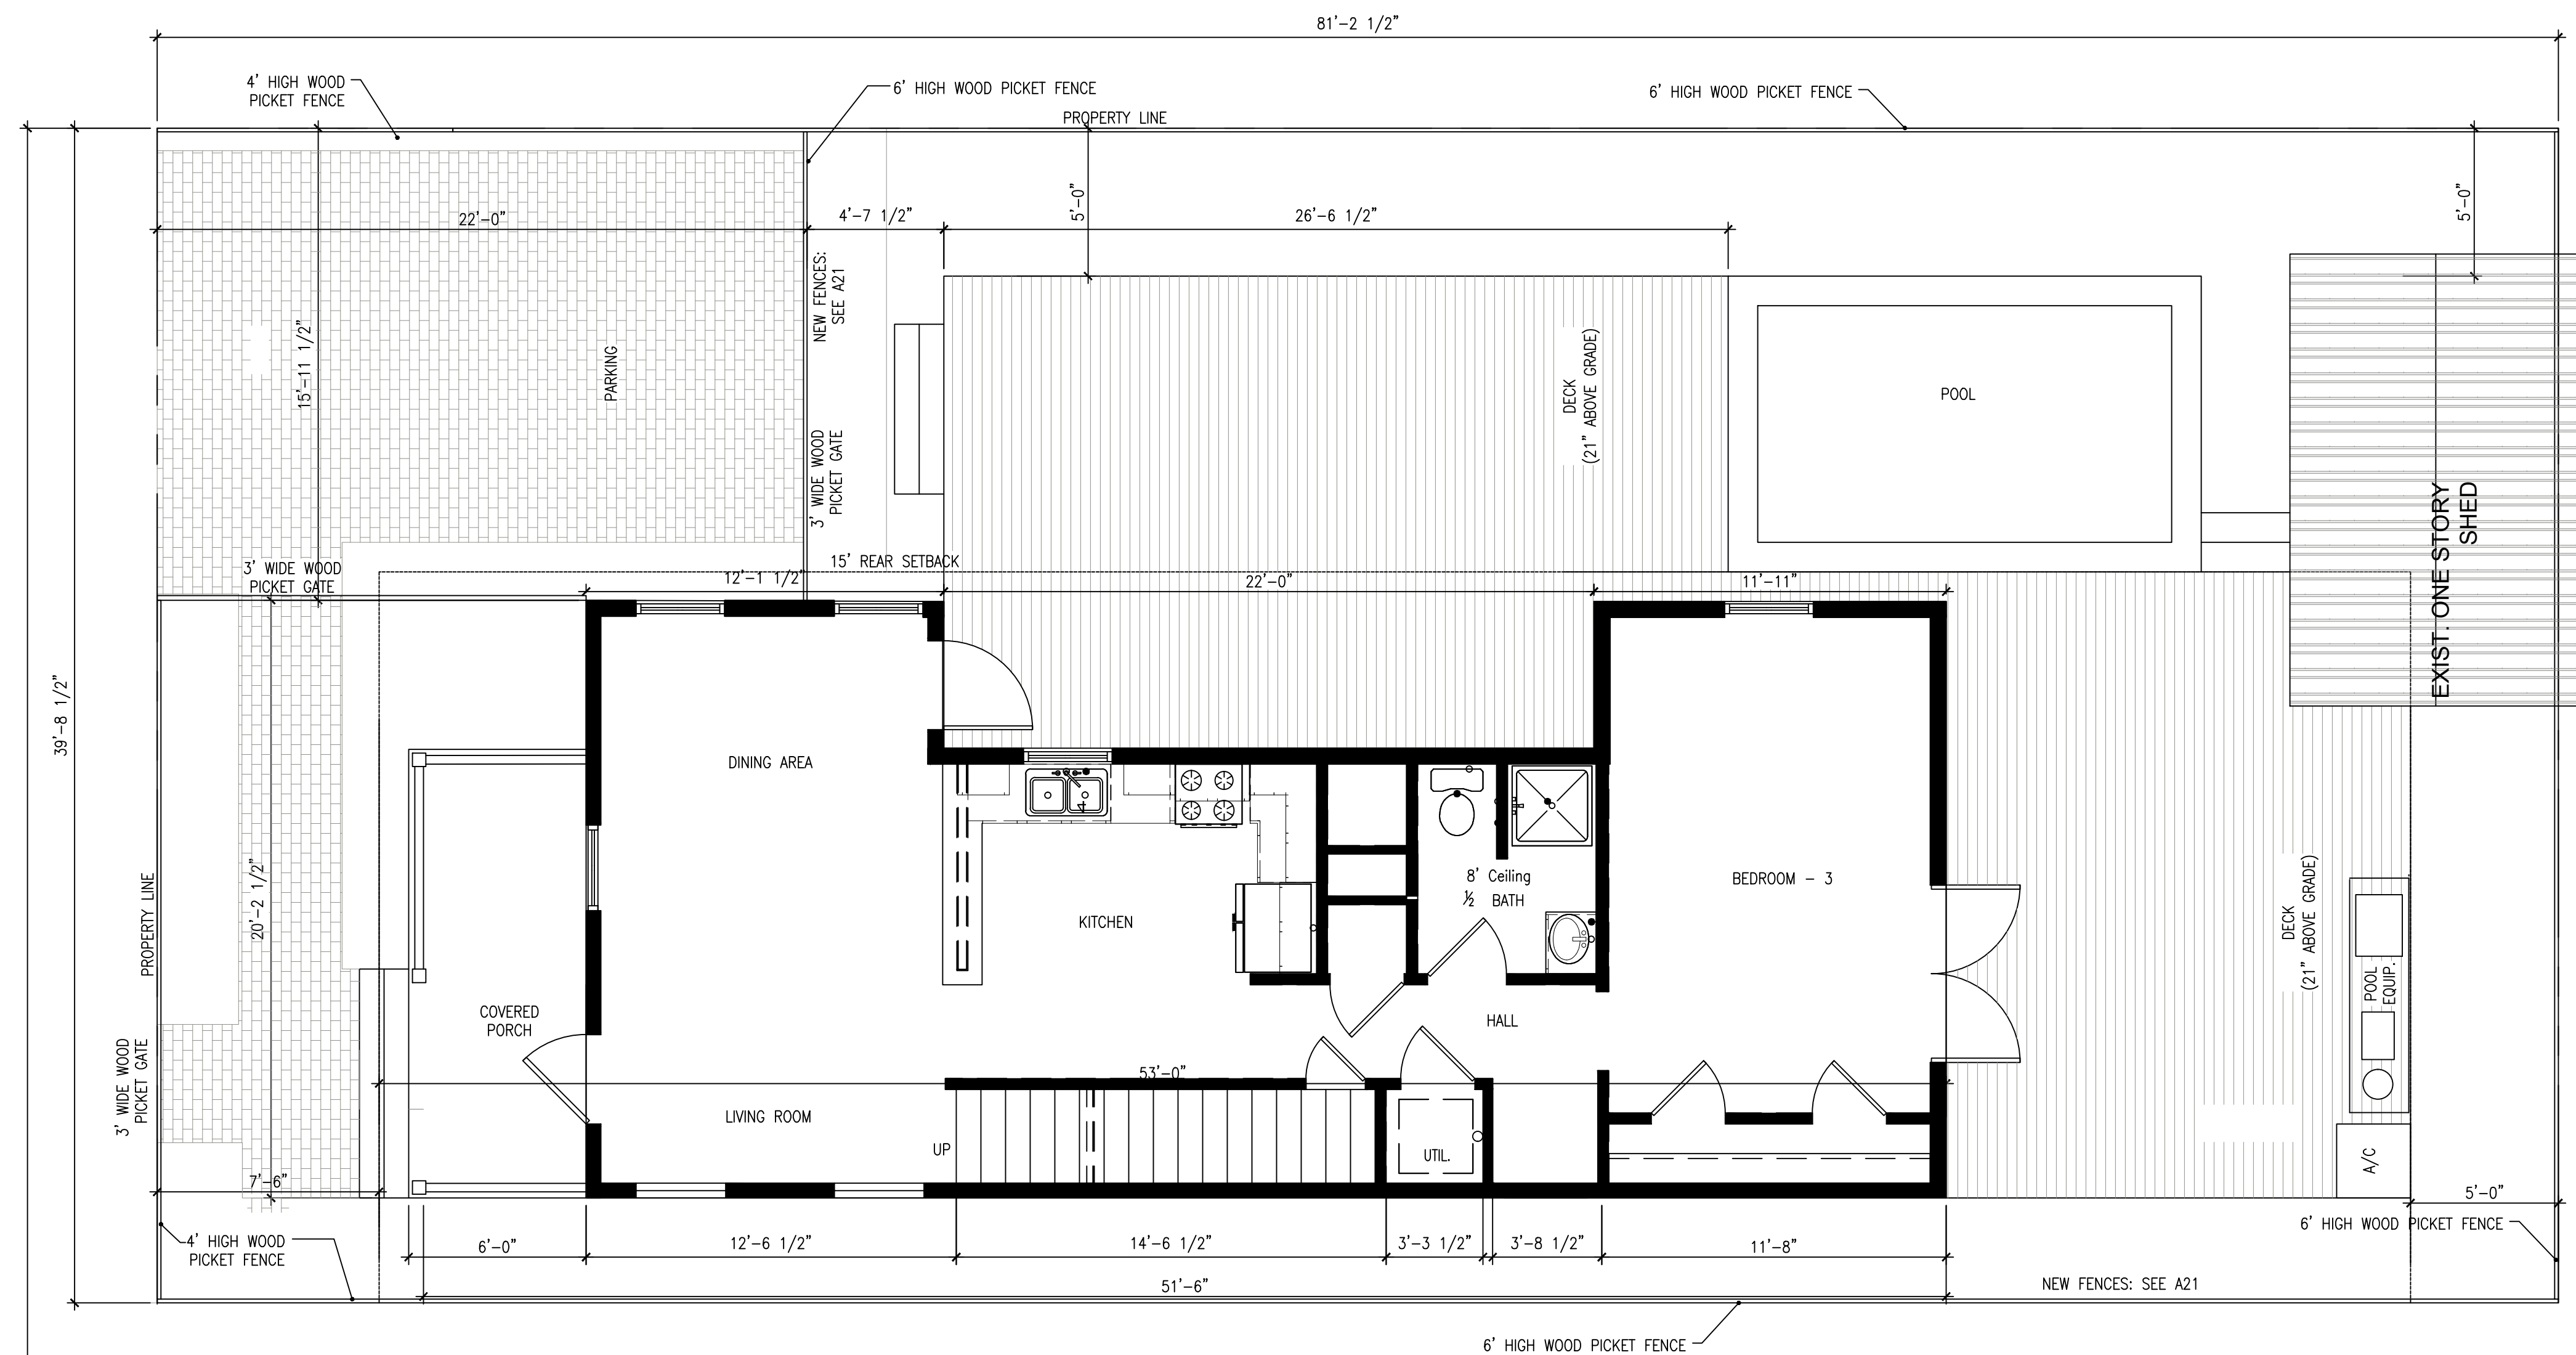 81'-2 1/2"
4' HIGH WOOD
PICKET FENCE
6' HIGH WOOD PICKET FENCE
PROPERTY LINE
6' HIGH WOOD PICKET FENCE
22'-0"
4'-7 1/2"
5'-0"
26'-6 1/2"
5'-0"
NEW FENCES:
SEE A21
15'-11 1/2"
PARKING
DECK
(21" ABOVE GRADE)
POOL
3' WIDE WOOD
PICKET GATE
EXIST. ONE STORY
SHED
15' REAR SETBACK
3' WIDE WOOD
PICKET GATE
12'-1 1/2"
22'-0"
11'-11"
39'-8 1/2"
DINING AREA
20'-2 1/2"
PROPERTY LINE
8' Ceiling
½ BATH
BEDROOM - 3
KITCHEN
DECK
(21" ABOVE GRADE)
POOL
EQUIP.
COVERED
PORCH
HALL
3' WIDE WOOD
PICKET GATE
53'-0"
LIVING ROOM
UP
UTIL.
A/C
7'-6"
5'-0"
4' HIGH WOOD
PICKET FENCE
6'-0"
12'-6 1/2"
14'-6 1/2"
3'-3 1/2"
3'-8 1/2"
11'-8"
6' HIGH WOOD PICKET FENCE
51'-6"
NEW FENCES: SEE A21
6' HIGH WOOD PICKET FENCE